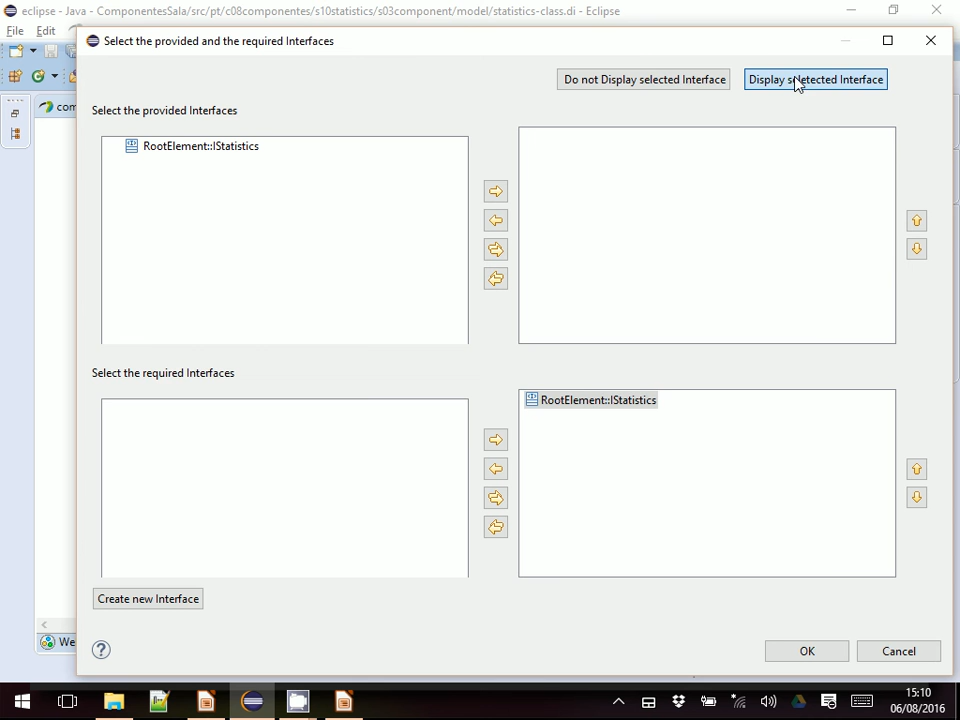 eclipse - Java - ComponentesSala/src/pt/c08componentes/s10statistics/s03component/model/statistics-class.di - Eclipse
File Edit
Select the provided and the required Interfaces
Do not Display selected Interface
Display selected Interface
com
Select the provided Interfaces
RootElement::IStatistics
Select the required Interfaces
RootElement::IStatistics
Create new Interface
We
OK
Cancel
15:10
06/08/2016